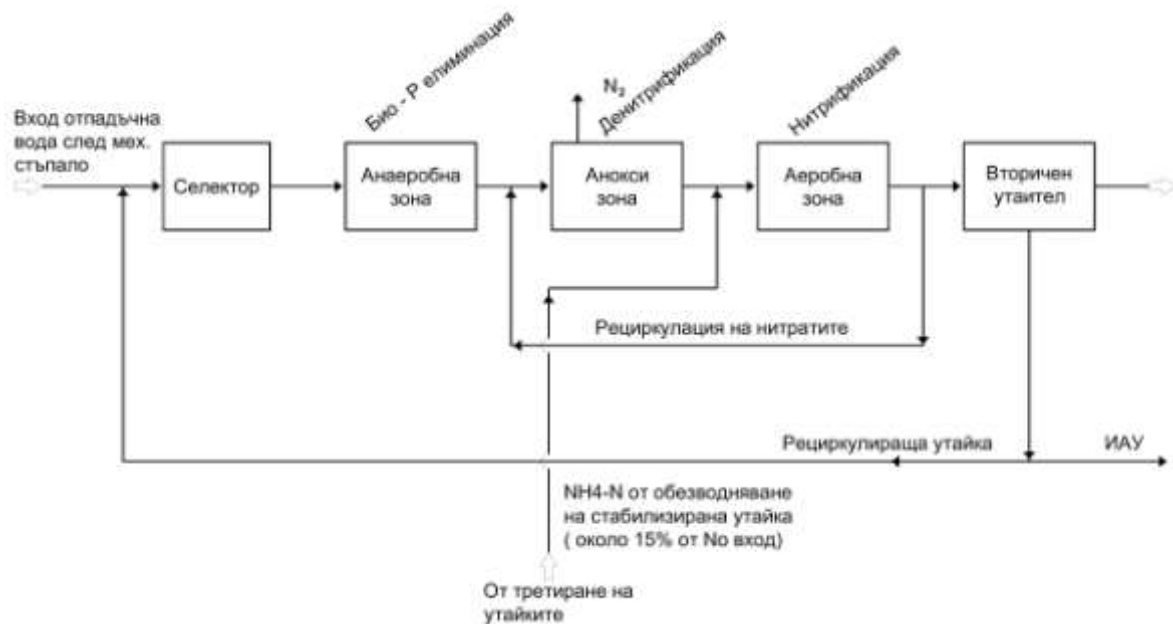 Био - Р елиминация
N₂
Денитрификация
Нитрификация
Вход отпадъчна
вода след мех.
стъпало
Селектор
Анаеробна
зона
Анокси
зона
Аеробна
зона
Вторичен
утаител
Рециркулация на нитратите
Рециркулираща утайка
ИАУ
NH4-N от обезводняване
на стабилизирана утайка
( около 15% от No вход)
От третиране на
утайките